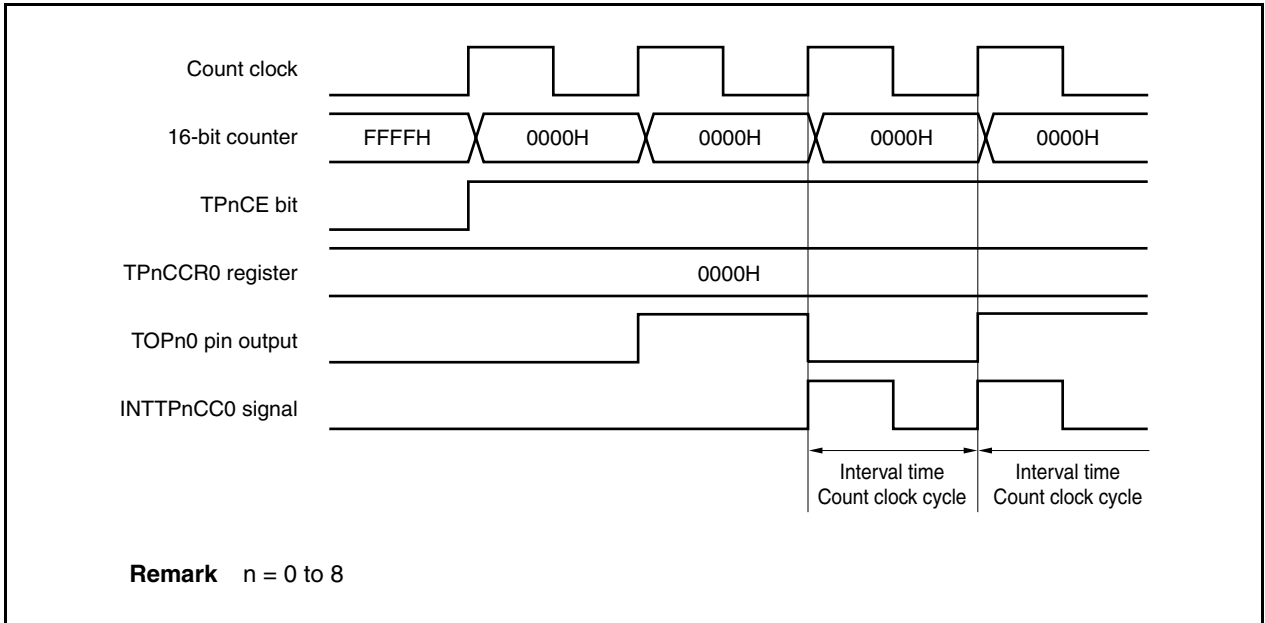 Count clock
16-bit counter FFFFH 0000H 0000H 0000H 0000H
TPnCE bit
TPnCCR0 register 0000H
TOPn0 pin output
INTTPnCC0 signal
Interval time Interval time
Count clock cycle Count clock cycle
Remark n = 0 to 8